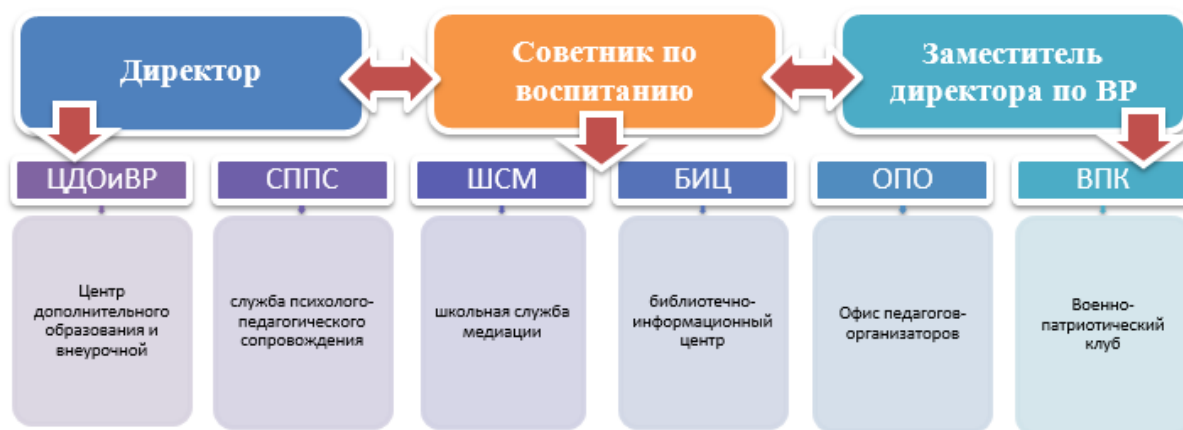 Директор
Советник по
воспитанию
Заместитель
директора по ВР
ЦДОиВР
СППС
ШСМ
БИЦ
ОПО
ВПК
Центр
дополнительного
образования и
внеурочной
служба психолого-
педагогического
сопровождения
школьная служба
медиации
библиотечно-
информационный
центр
Офис педагогов-
организаторов
Военно-
патриотический
клуб